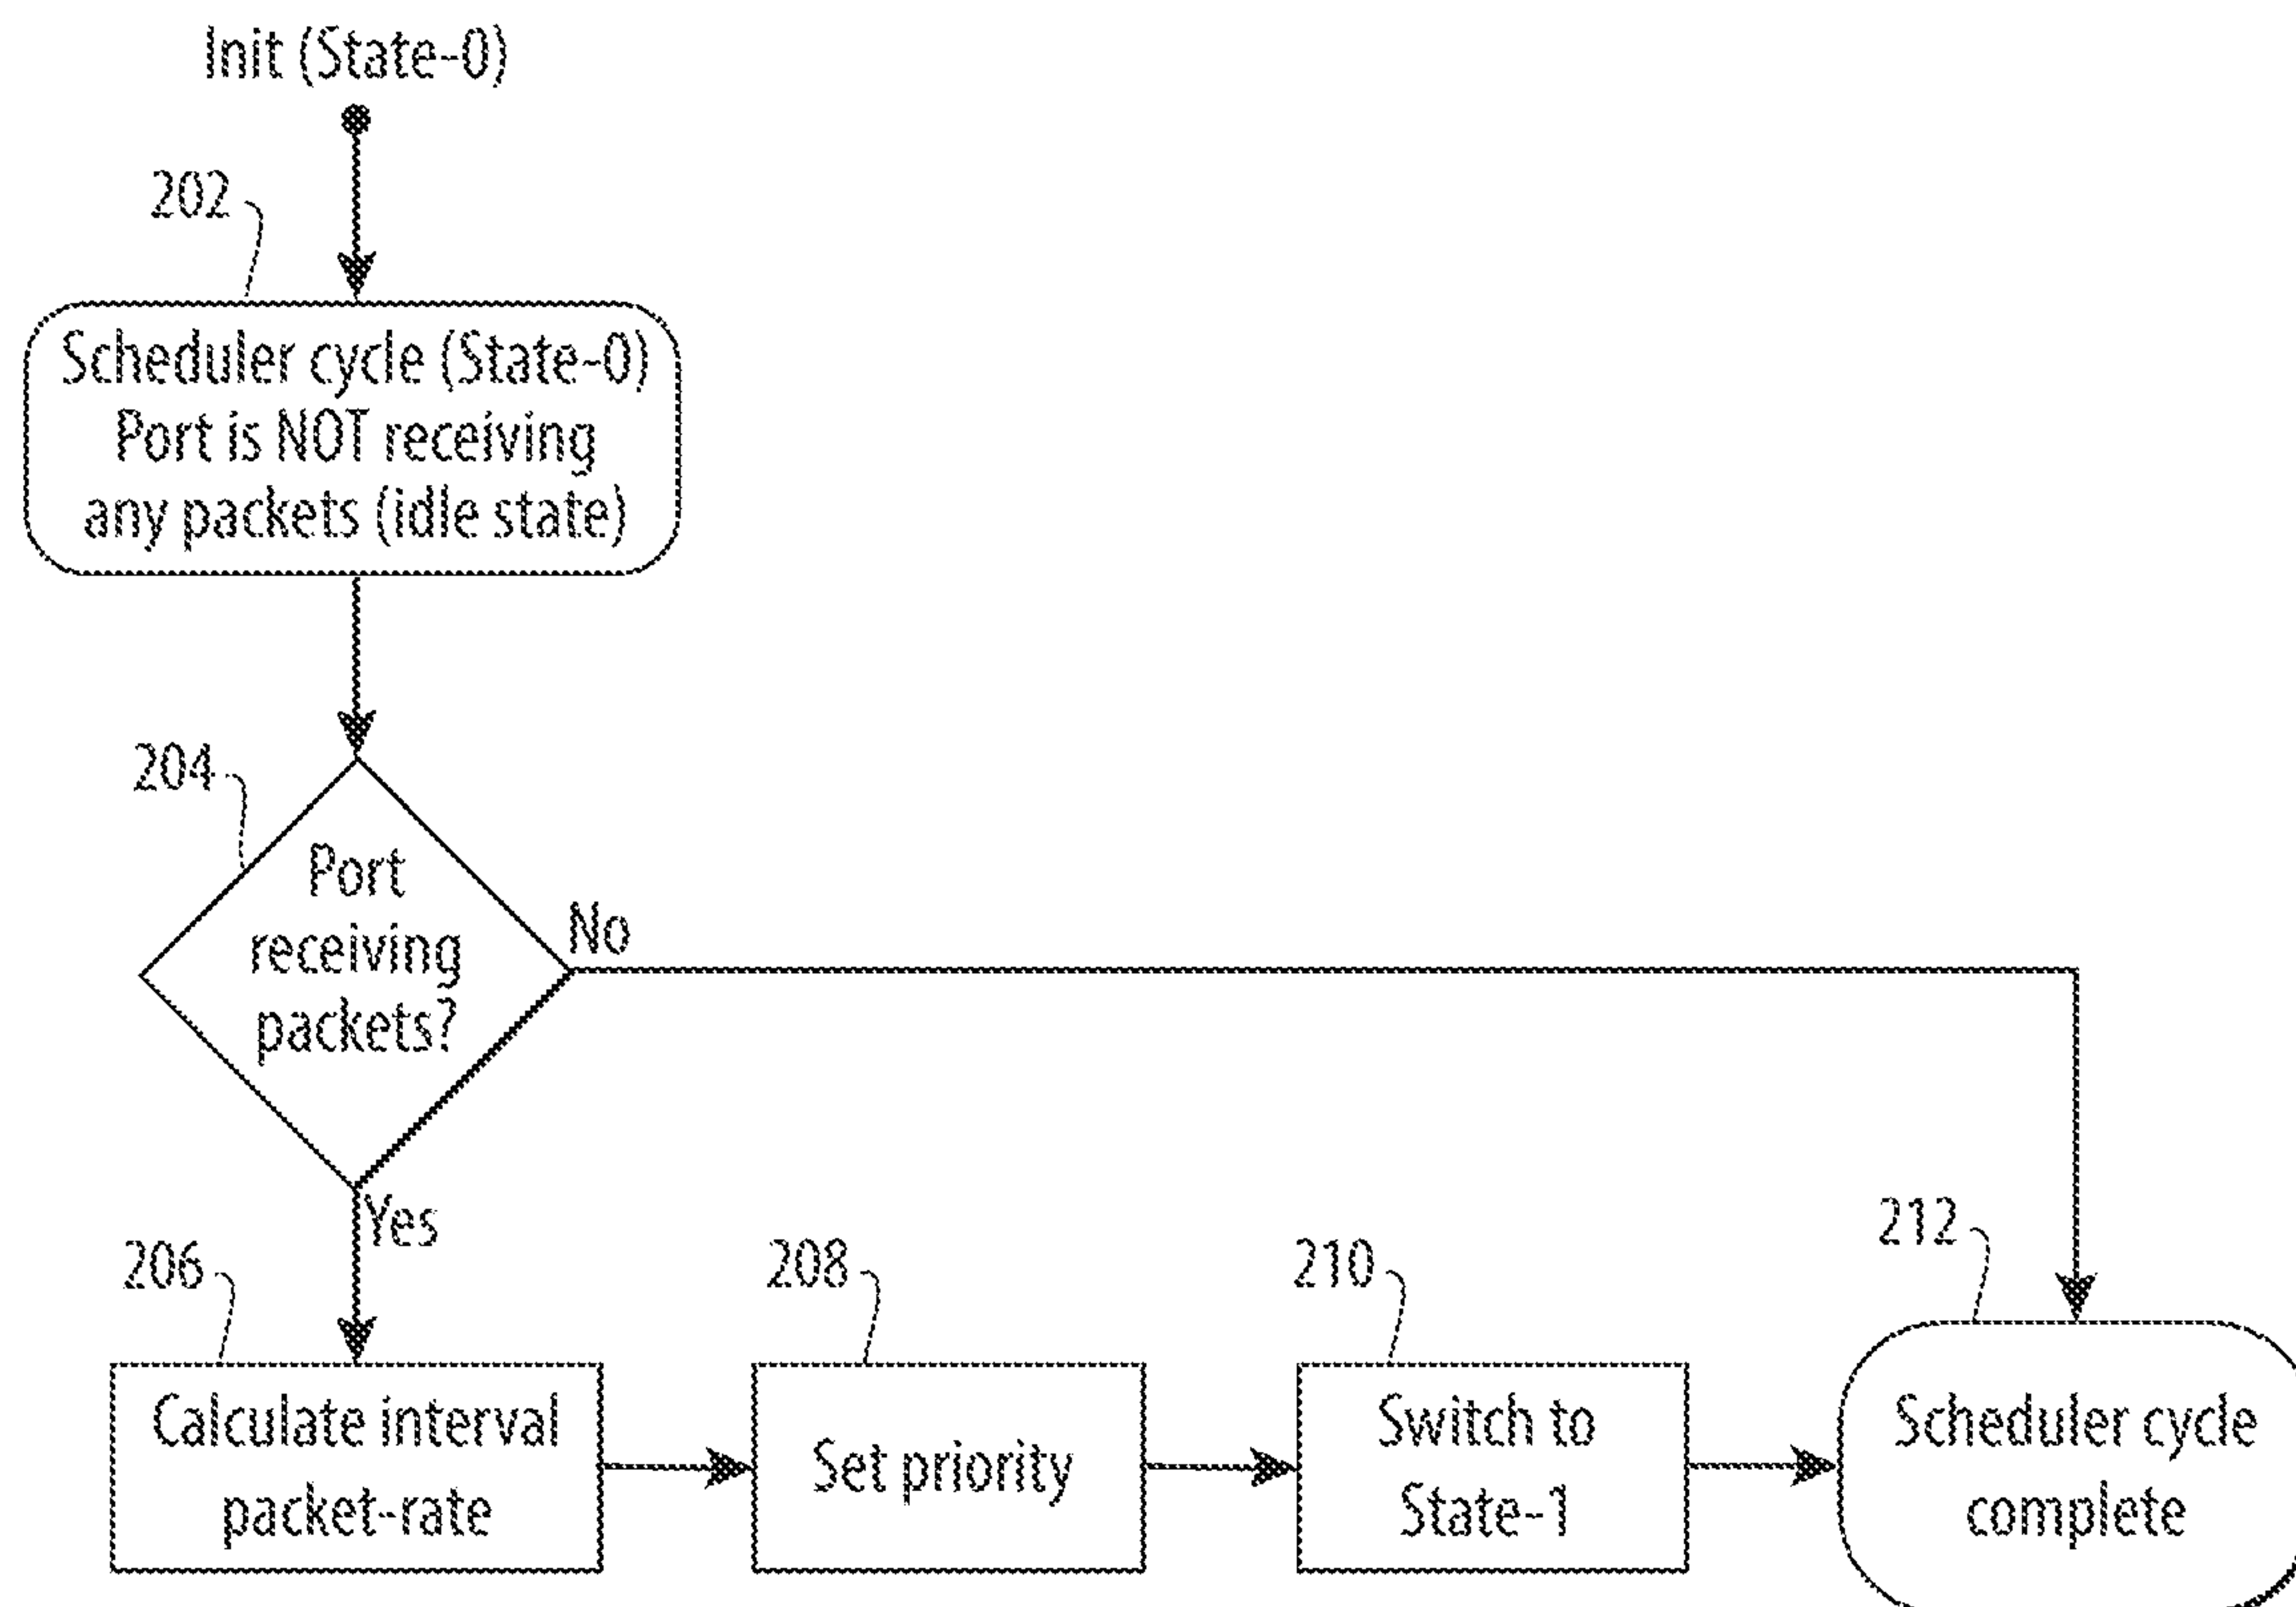 Init (State-0)
202
Scheduler cycle (State-0)
Port is NOT receiving
any packets (idle state)
204
Port
receiving
packets?
No
Yes
206
Calculate interval
packet-rate
208
Set priority
210
Switch to
State-1
212
Scheduler cycle
complete